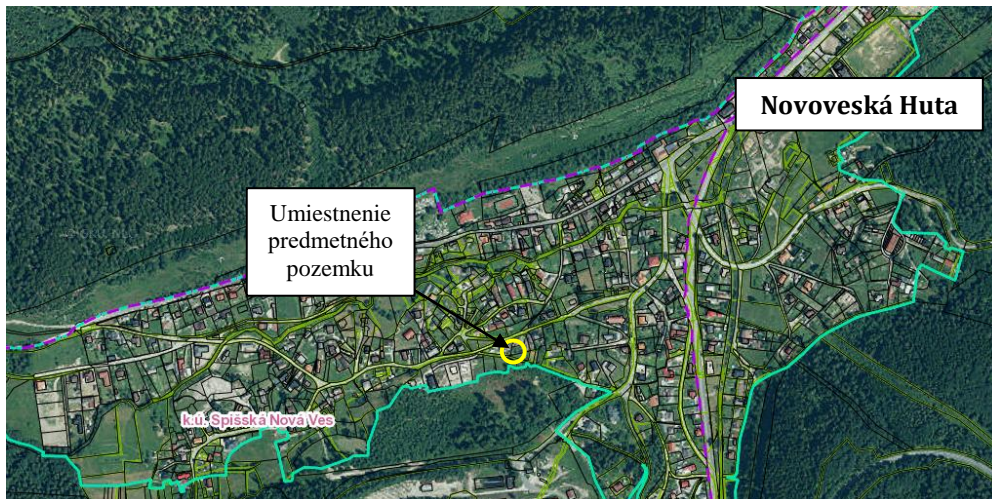 Novoveská Huta
Umiestnenie
predmetného
pozemku
k.ú. Spišská Nová Ves